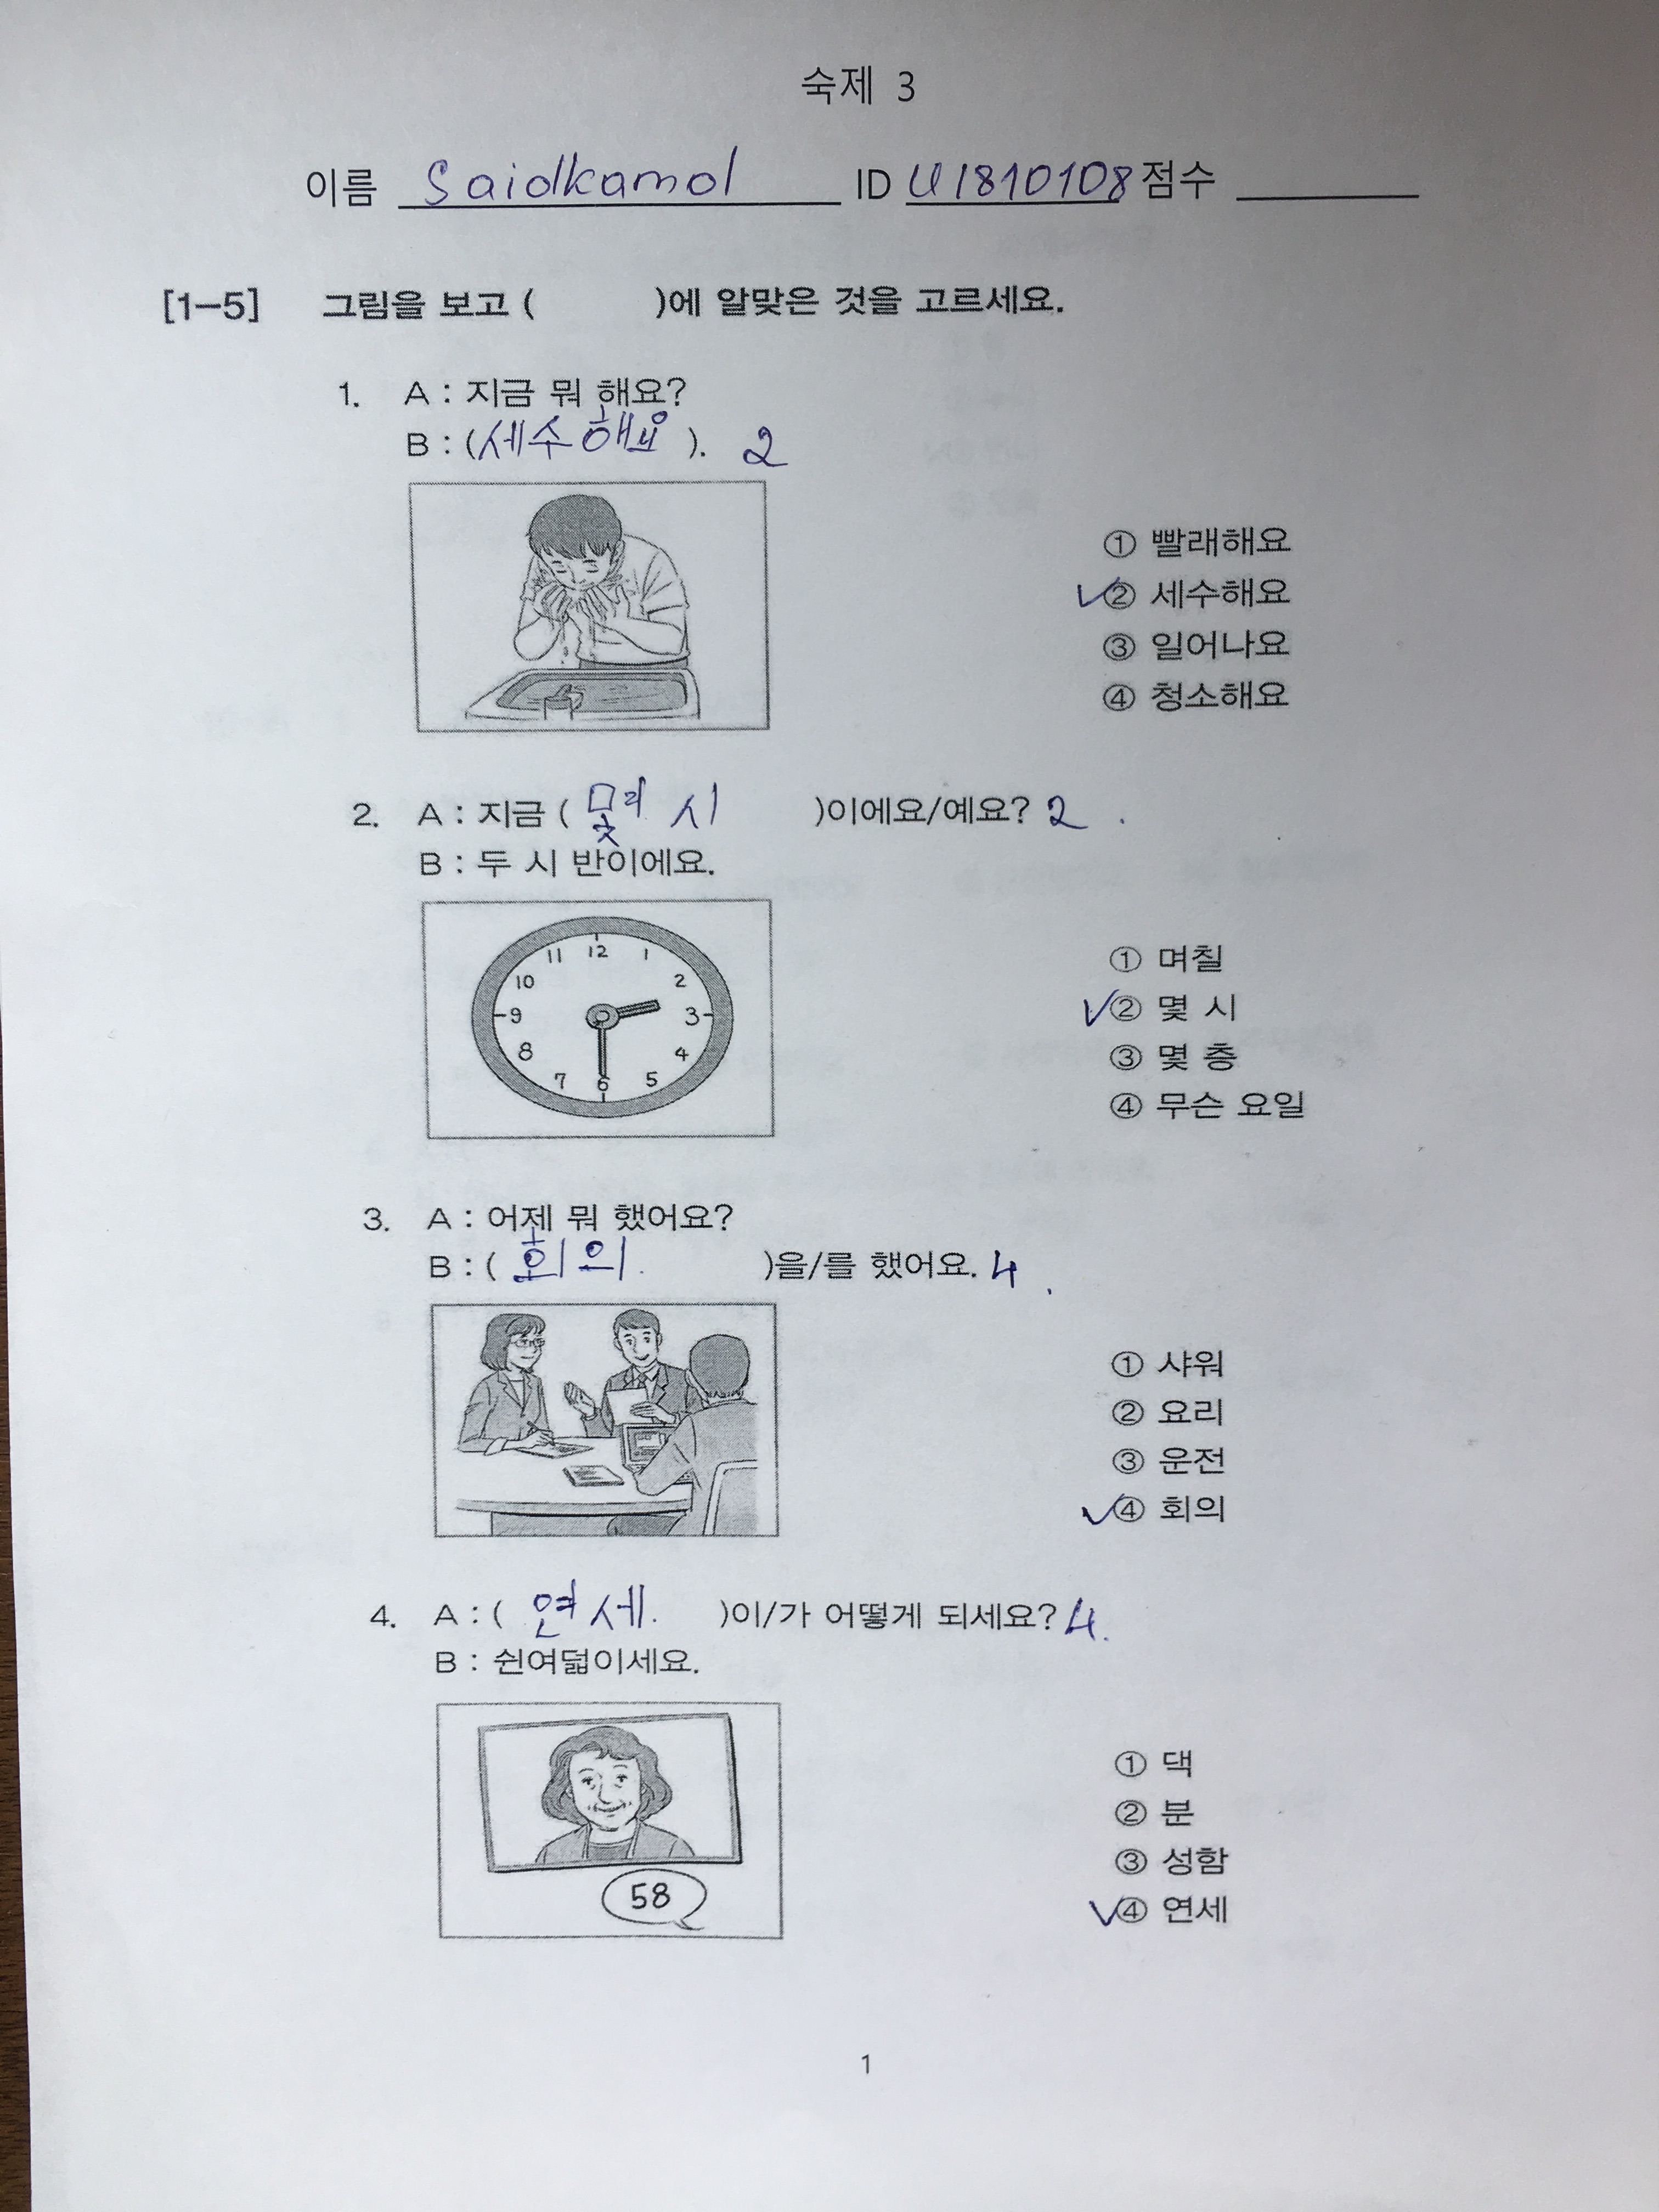 숙제 3
이름 Saidkamol ID U1810108 점수
[1-5] 그림을 보고 ( )에 알맞은 것을 고르세요.
1. A : 지금 뭐 해요?
B : (세수해요). 2
① 빨래해요
✓② 세수해요
③ 일어나요
④ 청소해요
2. A : 지금 ( 몇 시 )이에요/예요? 2
B : 두 시 반이에요.
12
11 1
10 2
9 3
8 4
7 5
6
① 며칠
✓② 몇 시
③ 몇 층
④ 무슨 요일
3. A : 어제 뭐 했어요?
B : ( 회의 )을/를 했어요. 4
① 샤워
② 요리
③ 운전
✓④ 회의
4. A : ( 연세. )이/가 어떻게 되세요? 4.
B : 쉰여덟이세요.
58
① 댁
② 분
③ 성함
✓④ 연세
1